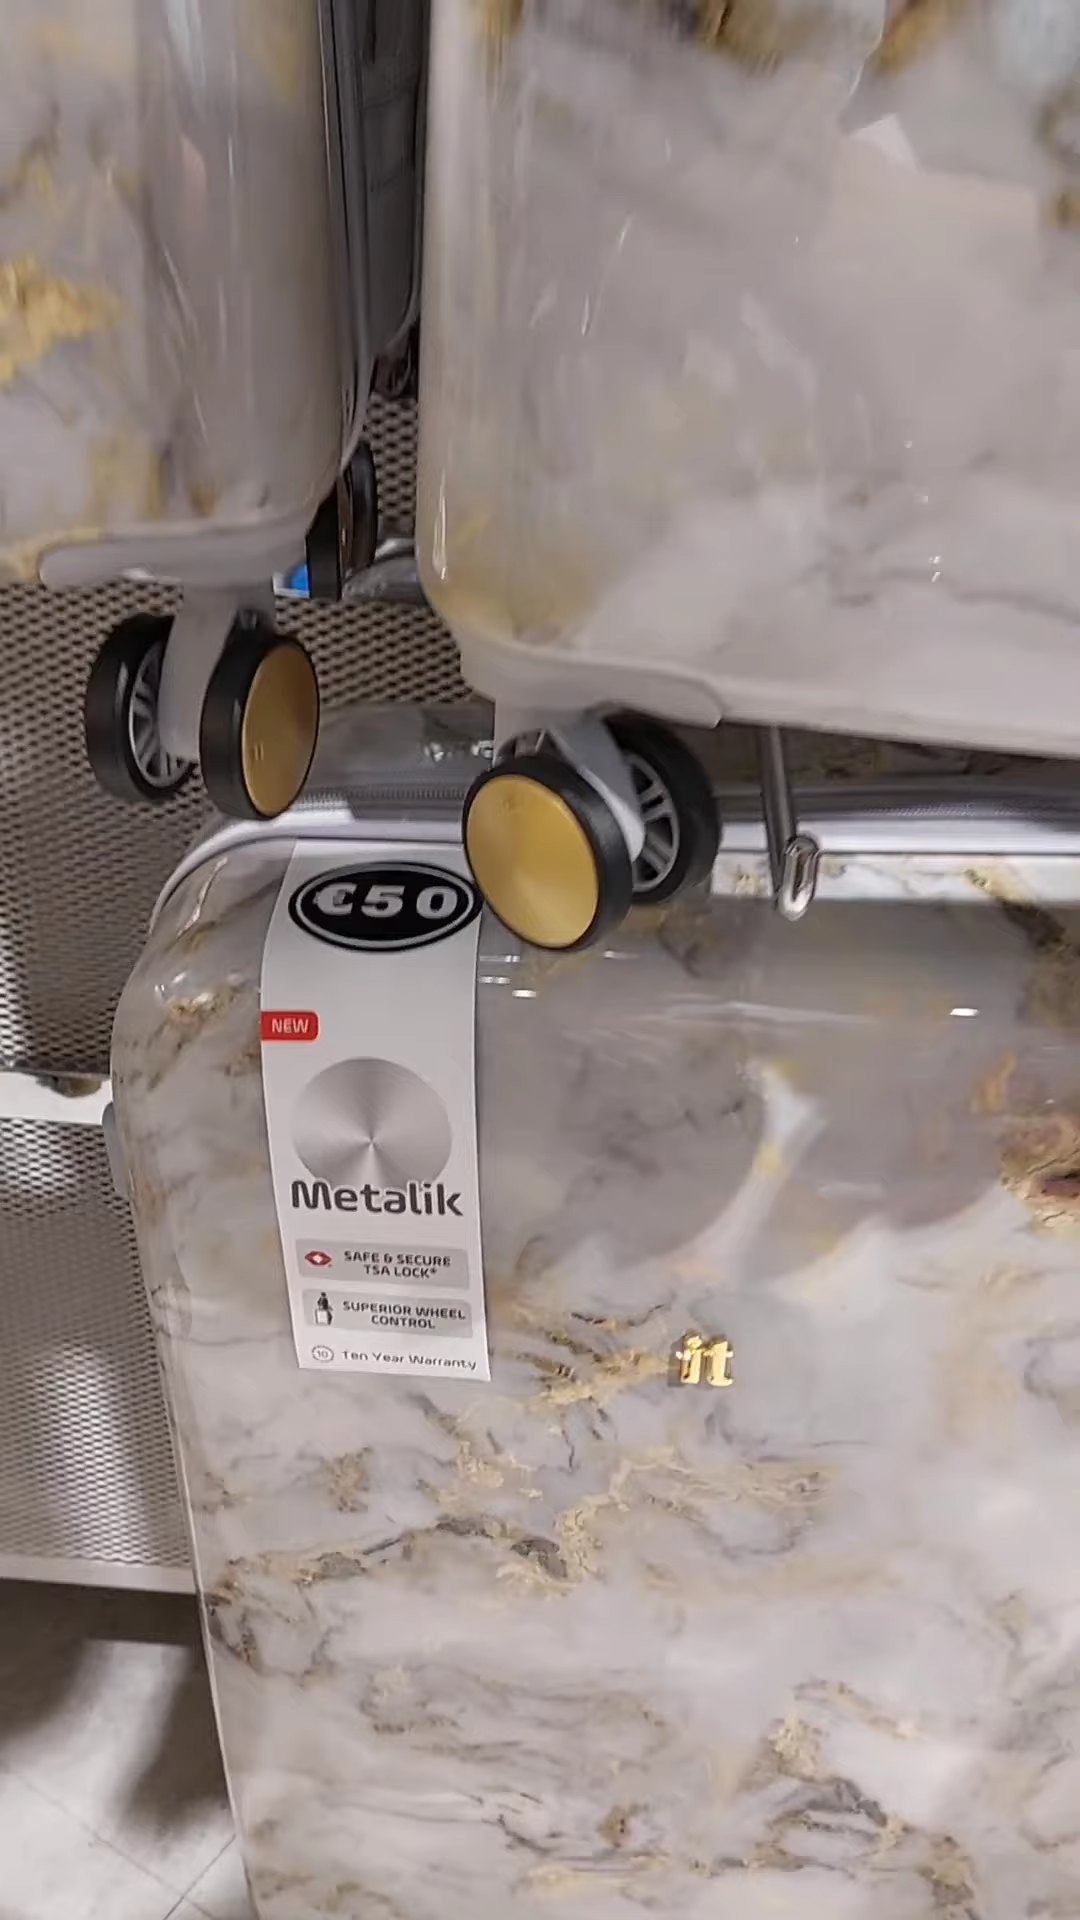 €50
NEW
Metalik
SAFE & SECURE
TSA LOCK*
SUPERIOR WHEEL
CONTROL
10 Ten Year Warranty
it